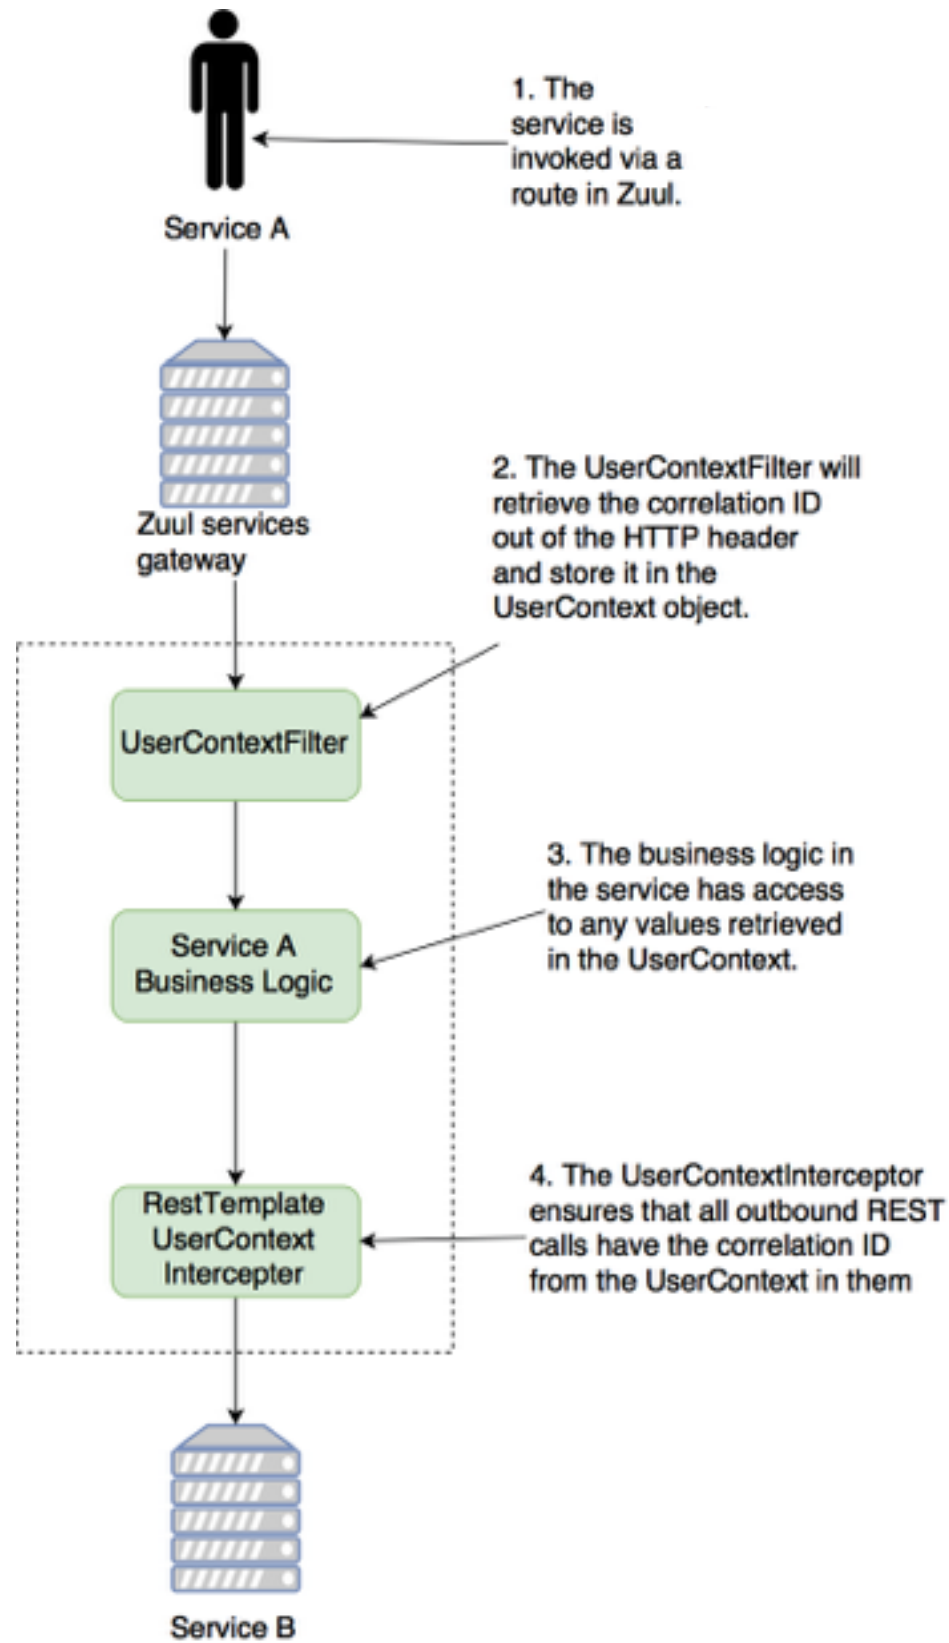 1. The
service is
invoked via a
route in Zuul.
Service A
Zuul services
gateway
2. The UserContextFilter will
retrieve the correlation ID
out of the HTTP header
and store it in the
UserContext object.
UserContextFilter
3. The business logic in
the service has access
to any values retrieved
in the UserContext.
Service A
Business Logic
4. The UserContextInterceptor
ensures that all outbound REST
calls have the correlation ID
from the UserContext in them
RestTemplate
UserContext
Intercepter
Service B